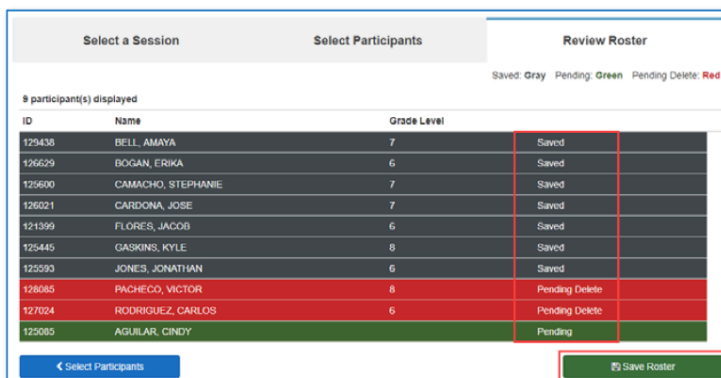 Select a Session Select Participants Review Roster
Saved: Gray Pending: Green Pending Delete: Red
9 participant(s) displayed
ID Name Grade Level
129438 BELL, AMAYA 7 Saved
126629 BOGAN, ERIKA 6 Saved
125600 CAMACHO, STEPHANIE 7 Saved
126021 CARDONA, JOSE 7 Saved
121399 FLORES, JACOB 6 Saved
125445 GASKINS, KYLE 8 Saved
125593 JONES, JONATHAN 6 Saved
128085 PACHECO, VICTOR 8 Pending Delete
127024 RODRIGUEZ, CARLOS 6 Pending Delete
125085 AGUILAR, CINDY Pending
Select Participants Save Roster